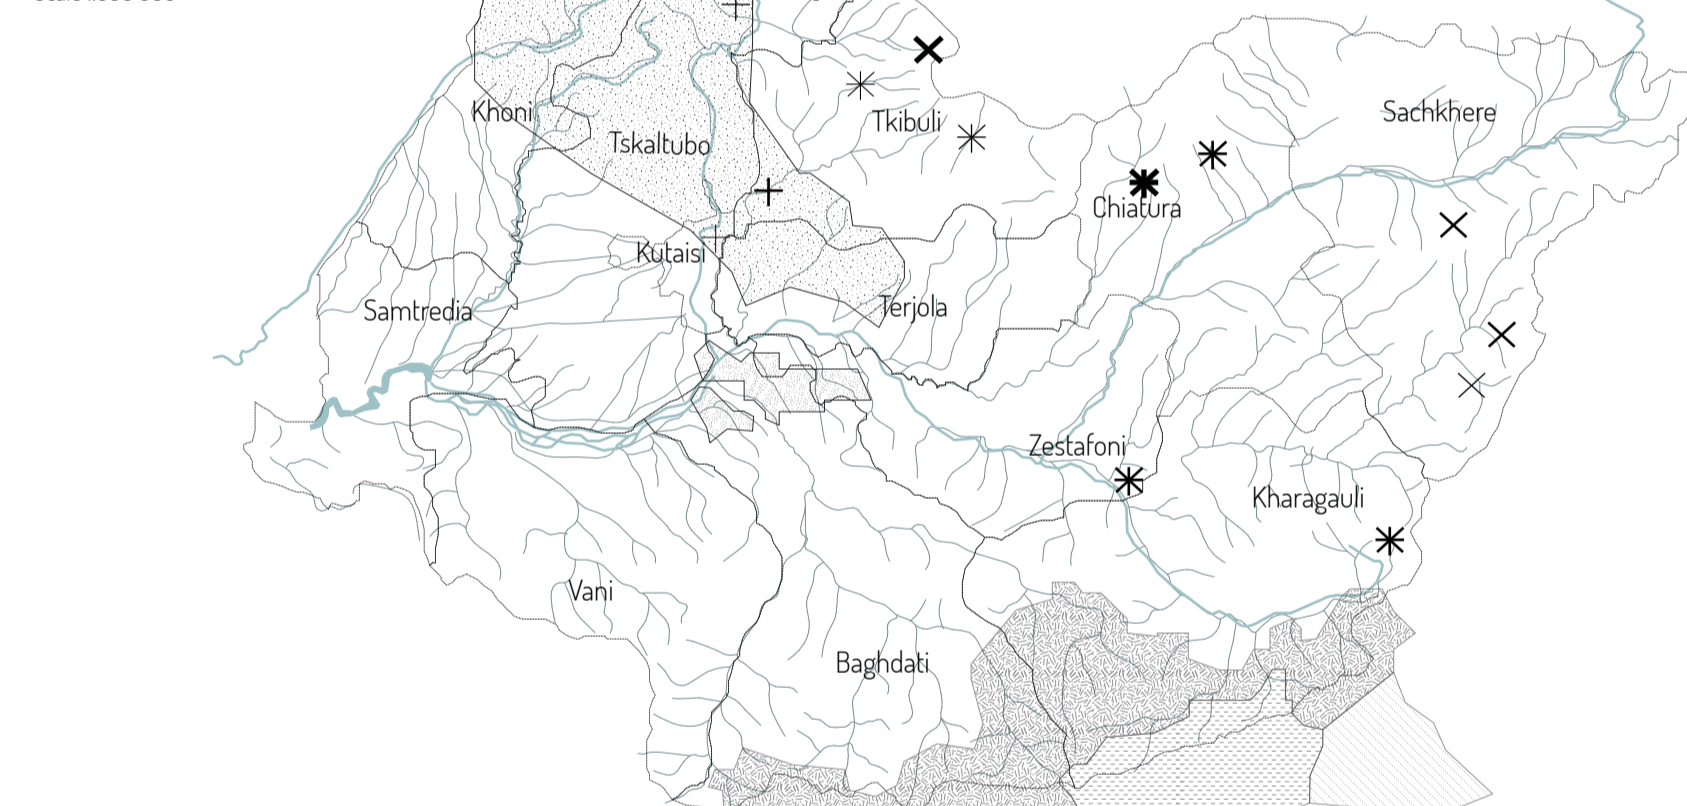 Khoni
Tkibuli
Sachkhere
Tskaltubo
Chiatura
Kutaisi
Samtredia
Terjola
Zestafoni
Kharagauli
Vani
Baghdati